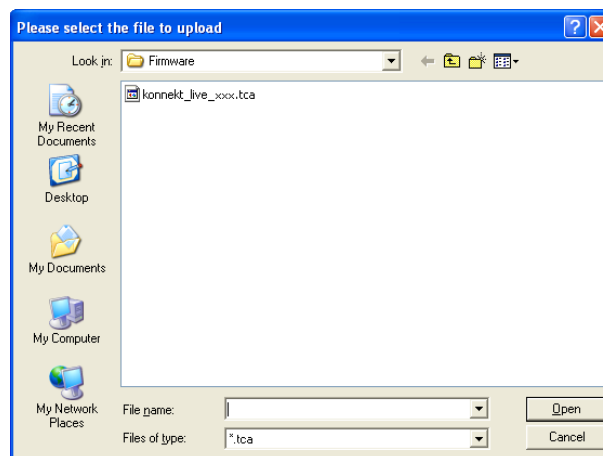 Please select the file to upload
Look in: Firmware
konnekt_live_xxx.tca
My Recent
Documents
Desktop
My Documents
My Computer
My Network
Places
File name:
Open
Files of type: *.tca
Cancel